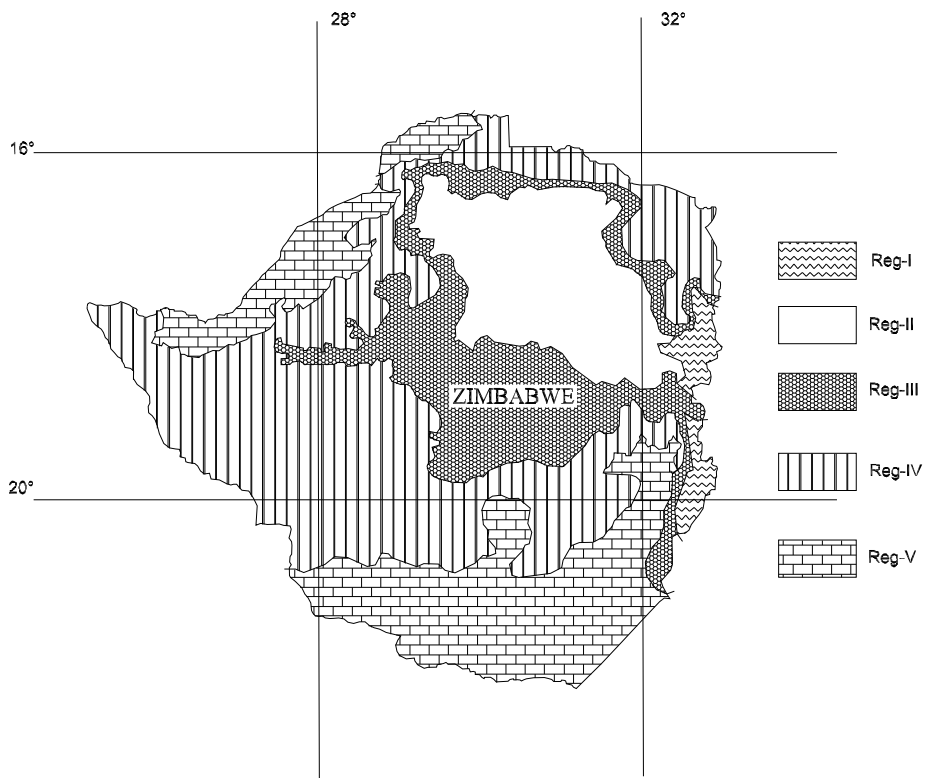 28°
32°
16°
Reg-I
Reg-II
Reg-III
ZIMBABWE
Reg-IV
20°
Reg-V